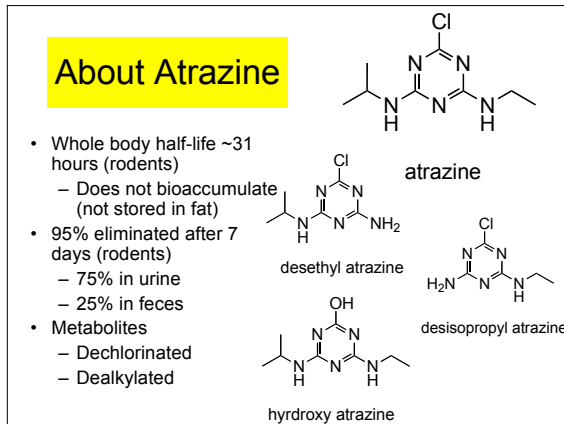 About Atrazine
• Whole body half-life ~31
hours (rodents)
– Does not bioaccumulate
(not stored in fat)
• 95% eliminated after 7
days (rodents)
– 75% in urine
– 25% in feces
• Metabolites
– Dechlorinated
– Dealkylated
Cl
N N
N
H
N
N
H
atrazine
Cl
N N
N
H
N
NH2
desethyl atrazine
Cl
N N
H2N
N
N
H
desisopropyl atrazine
OH
N N
N
H
N
N
H
hyrdroxy atrazine